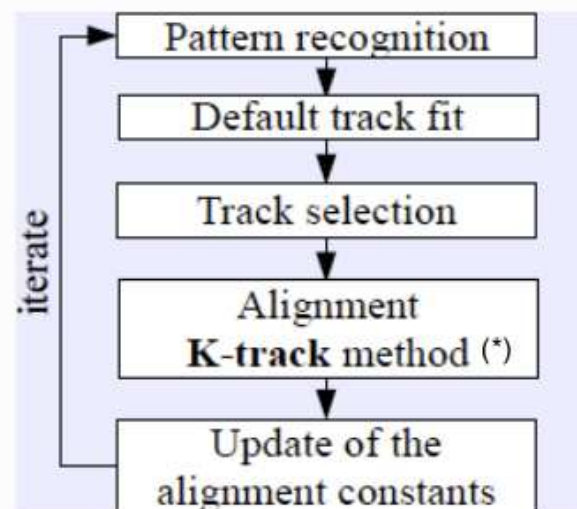 Pattern recognition
Default track fit
Track selection
Alignment
K-track method (*)
Update of the
alignment constants
iterate